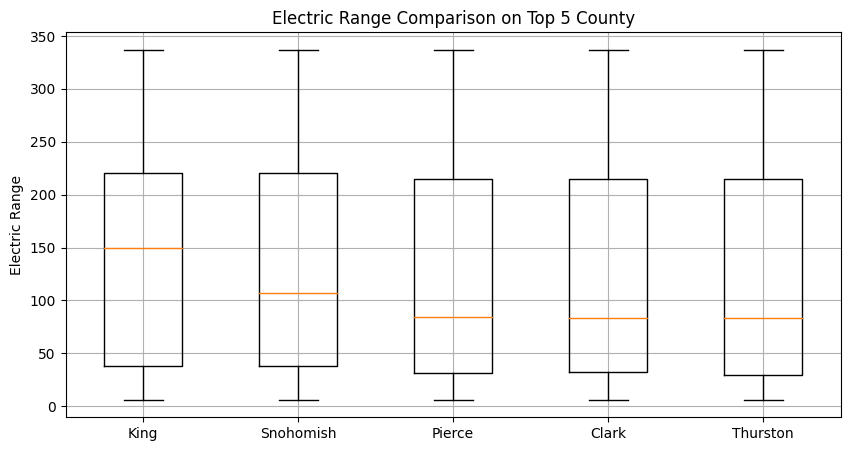 Electric Range Comparison on Top 5 County
Electric Range
350
300
250
200
150
100
50
0
King
Snohomish
Pierce
Clark
Thurston